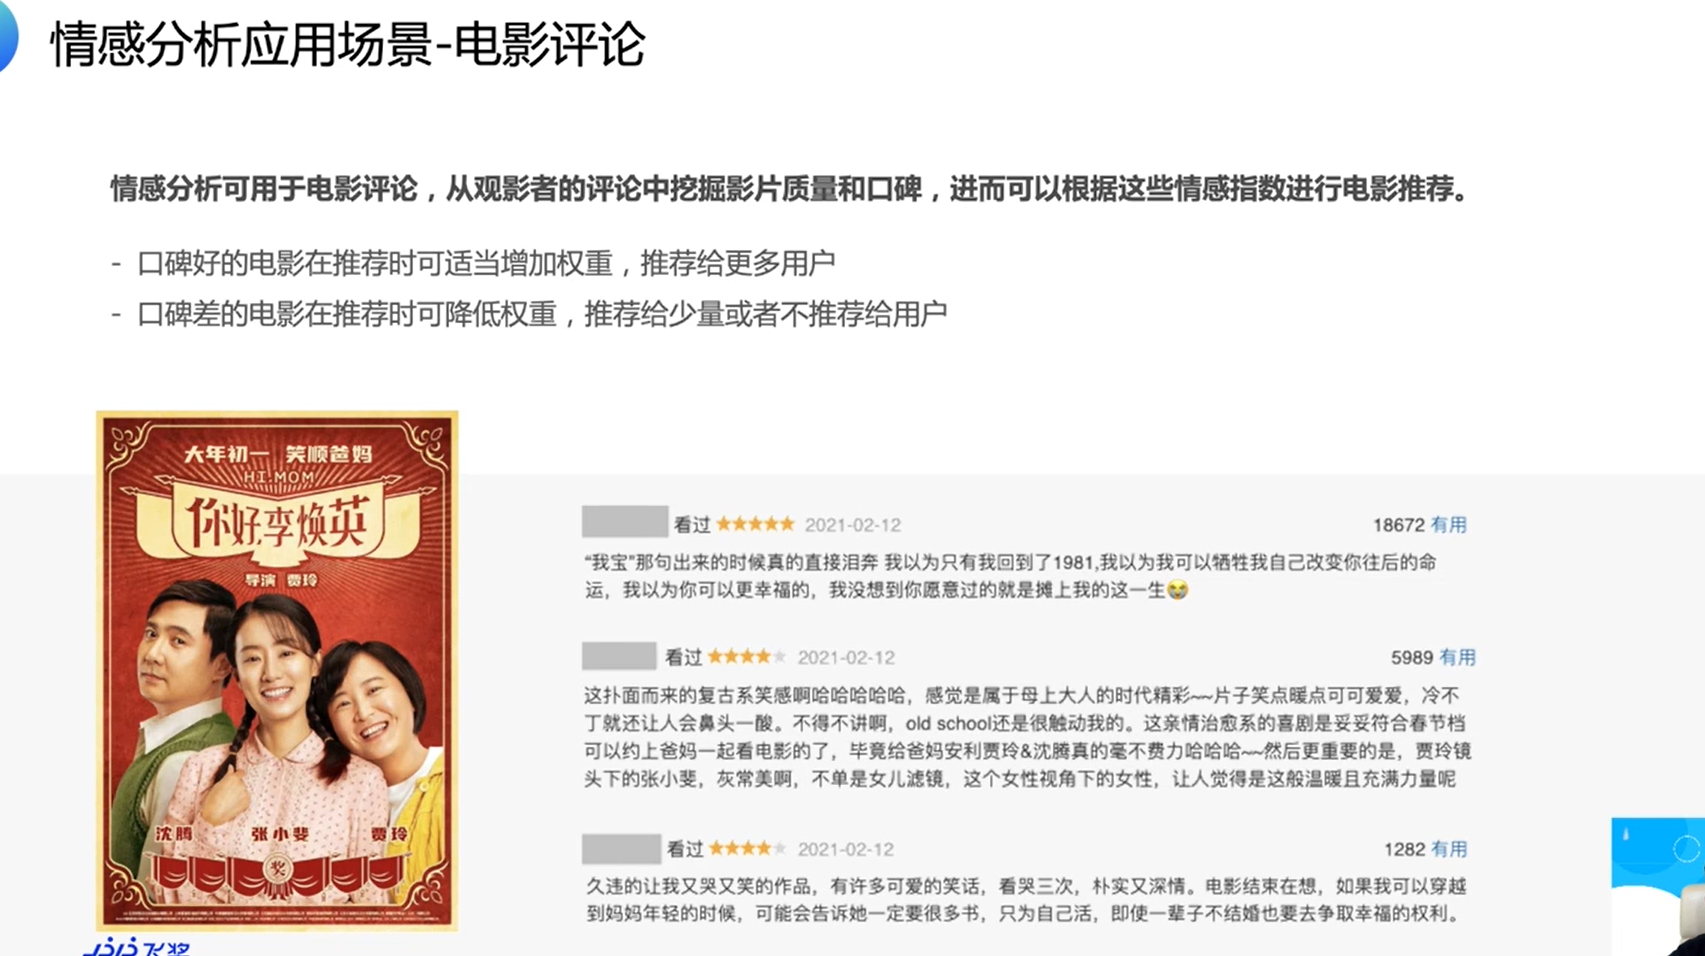 情感分析应用场景-电影评论
情感分析可用于电影评论，从观影者的评论中挖掘影片质量和口碑，进而可以根据这些情感指数进行电影推荐。
- 口碑好的电影在推荐时可适当增加权重，推荐给更多用户
- 口碑差的电影在推荐时可降低权重，推荐给少量或者不推荐给用户
大年初一 笑顺爸妈
HI,MOM
你好,李焕英
导演 贾玲
沈腾 张小斐 贾玲
奖
看过 2021-02-12 18672 有用
“我宝”那句出来的时候真的直接泪奔 我以为只有我回到了1981,我以为我可以牺牲我自己改变你往后的命
运，我以为你可以更幸福的，我没想到你愿意过的就是摊上我的这一生😭
看过 2021-02-12 5989 有用
这扑面而来的复古系笑感啊哈哈哈哈哈，感觉是属于母上大人的时代精彩~~片子笑点暖点可可爱爱，冷不
丁就还让人会鼻头一酸。不得不讲啊，old school还是很触动我的。这亲情治愈系的喜剧是妥妥符合春节档
可以约上爸妈一起看电影的了，毕竟给爸妈安利贾玲&沈腾真的毫不费力哈哈哈~~然后更重要的是，贾玲镜
头下的张小斐，灰常美啊，不单是女儿滤镜，这个女性视角下的女性，让人觉得是这般温暖且充满力量呢
看过 2021-02-12 1282 有用
久违的让我又哭又笑的作品，有许多可爱的笑话，看哭三次，朴实又深情。电影结束在想，如果我可以穿越
到妈妈年轻的时候，可能会告诉她一定要很多书，只为自己活，即使一辈子不结婚也要去争取幸福的权利。
飞桨